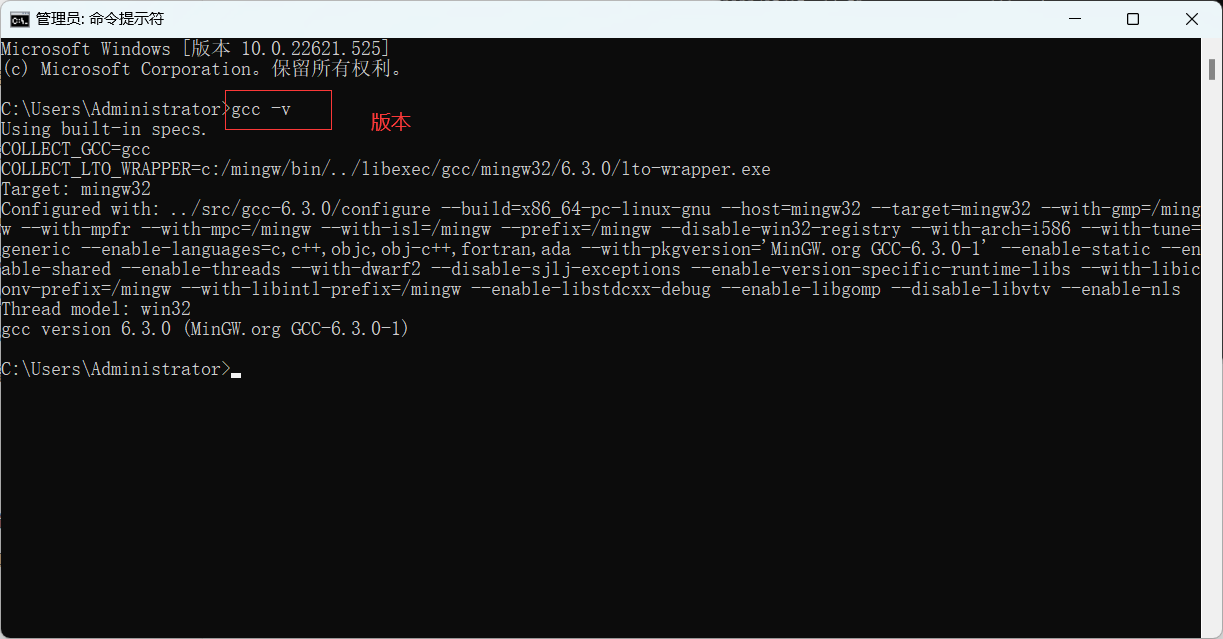 管理员: 命令提示符
Microsoft Windows [版本 10.0.22621.525]
(c) Microsoft Corporation。保留所有权利。
C:\Users\Administrator>gcc -v
版本
Using built-in specs.
COLLECT_GCC=gcc
COLLECT_LTO_WRAPPER=c:/mingw/bin/../libexec/gcc/mingw32/6.3.0/lto-wrapper.exe
Target: mingw32
Configured with: ../src/gcc-6.3.0/configure --build=x86_64-pc-linux-gnu --host=mingw32 --target=mingw32 --with-gmp=/ming
w --with-mpfr --with-mpc=/mingw --with-isl=/mingw --prefix=/mingw --disable-win32-registry --with-arch=i586 --with-tune=
generic --enable-languages=c,c++,objc,obj-c++,fortran,ada --with-pkgversion='MinGW.org GCC-6.3.0-1' --enable-static --en
able-shared --enable-threads --with-dwarf2 --disable-sjlj-exceptions --enable-version-specific-runtime-libs --with-libic
onv-prefix=/mingw --with-libintl-prefix=/mingw --enable-libstdcxx-debug --enable-libgomp --disable-libvtv --enable-nls
Thread model: win32
gcc version 6.3.0 (MinGW.org GCC-6.3.0-1)
C:\Users\Administrator>